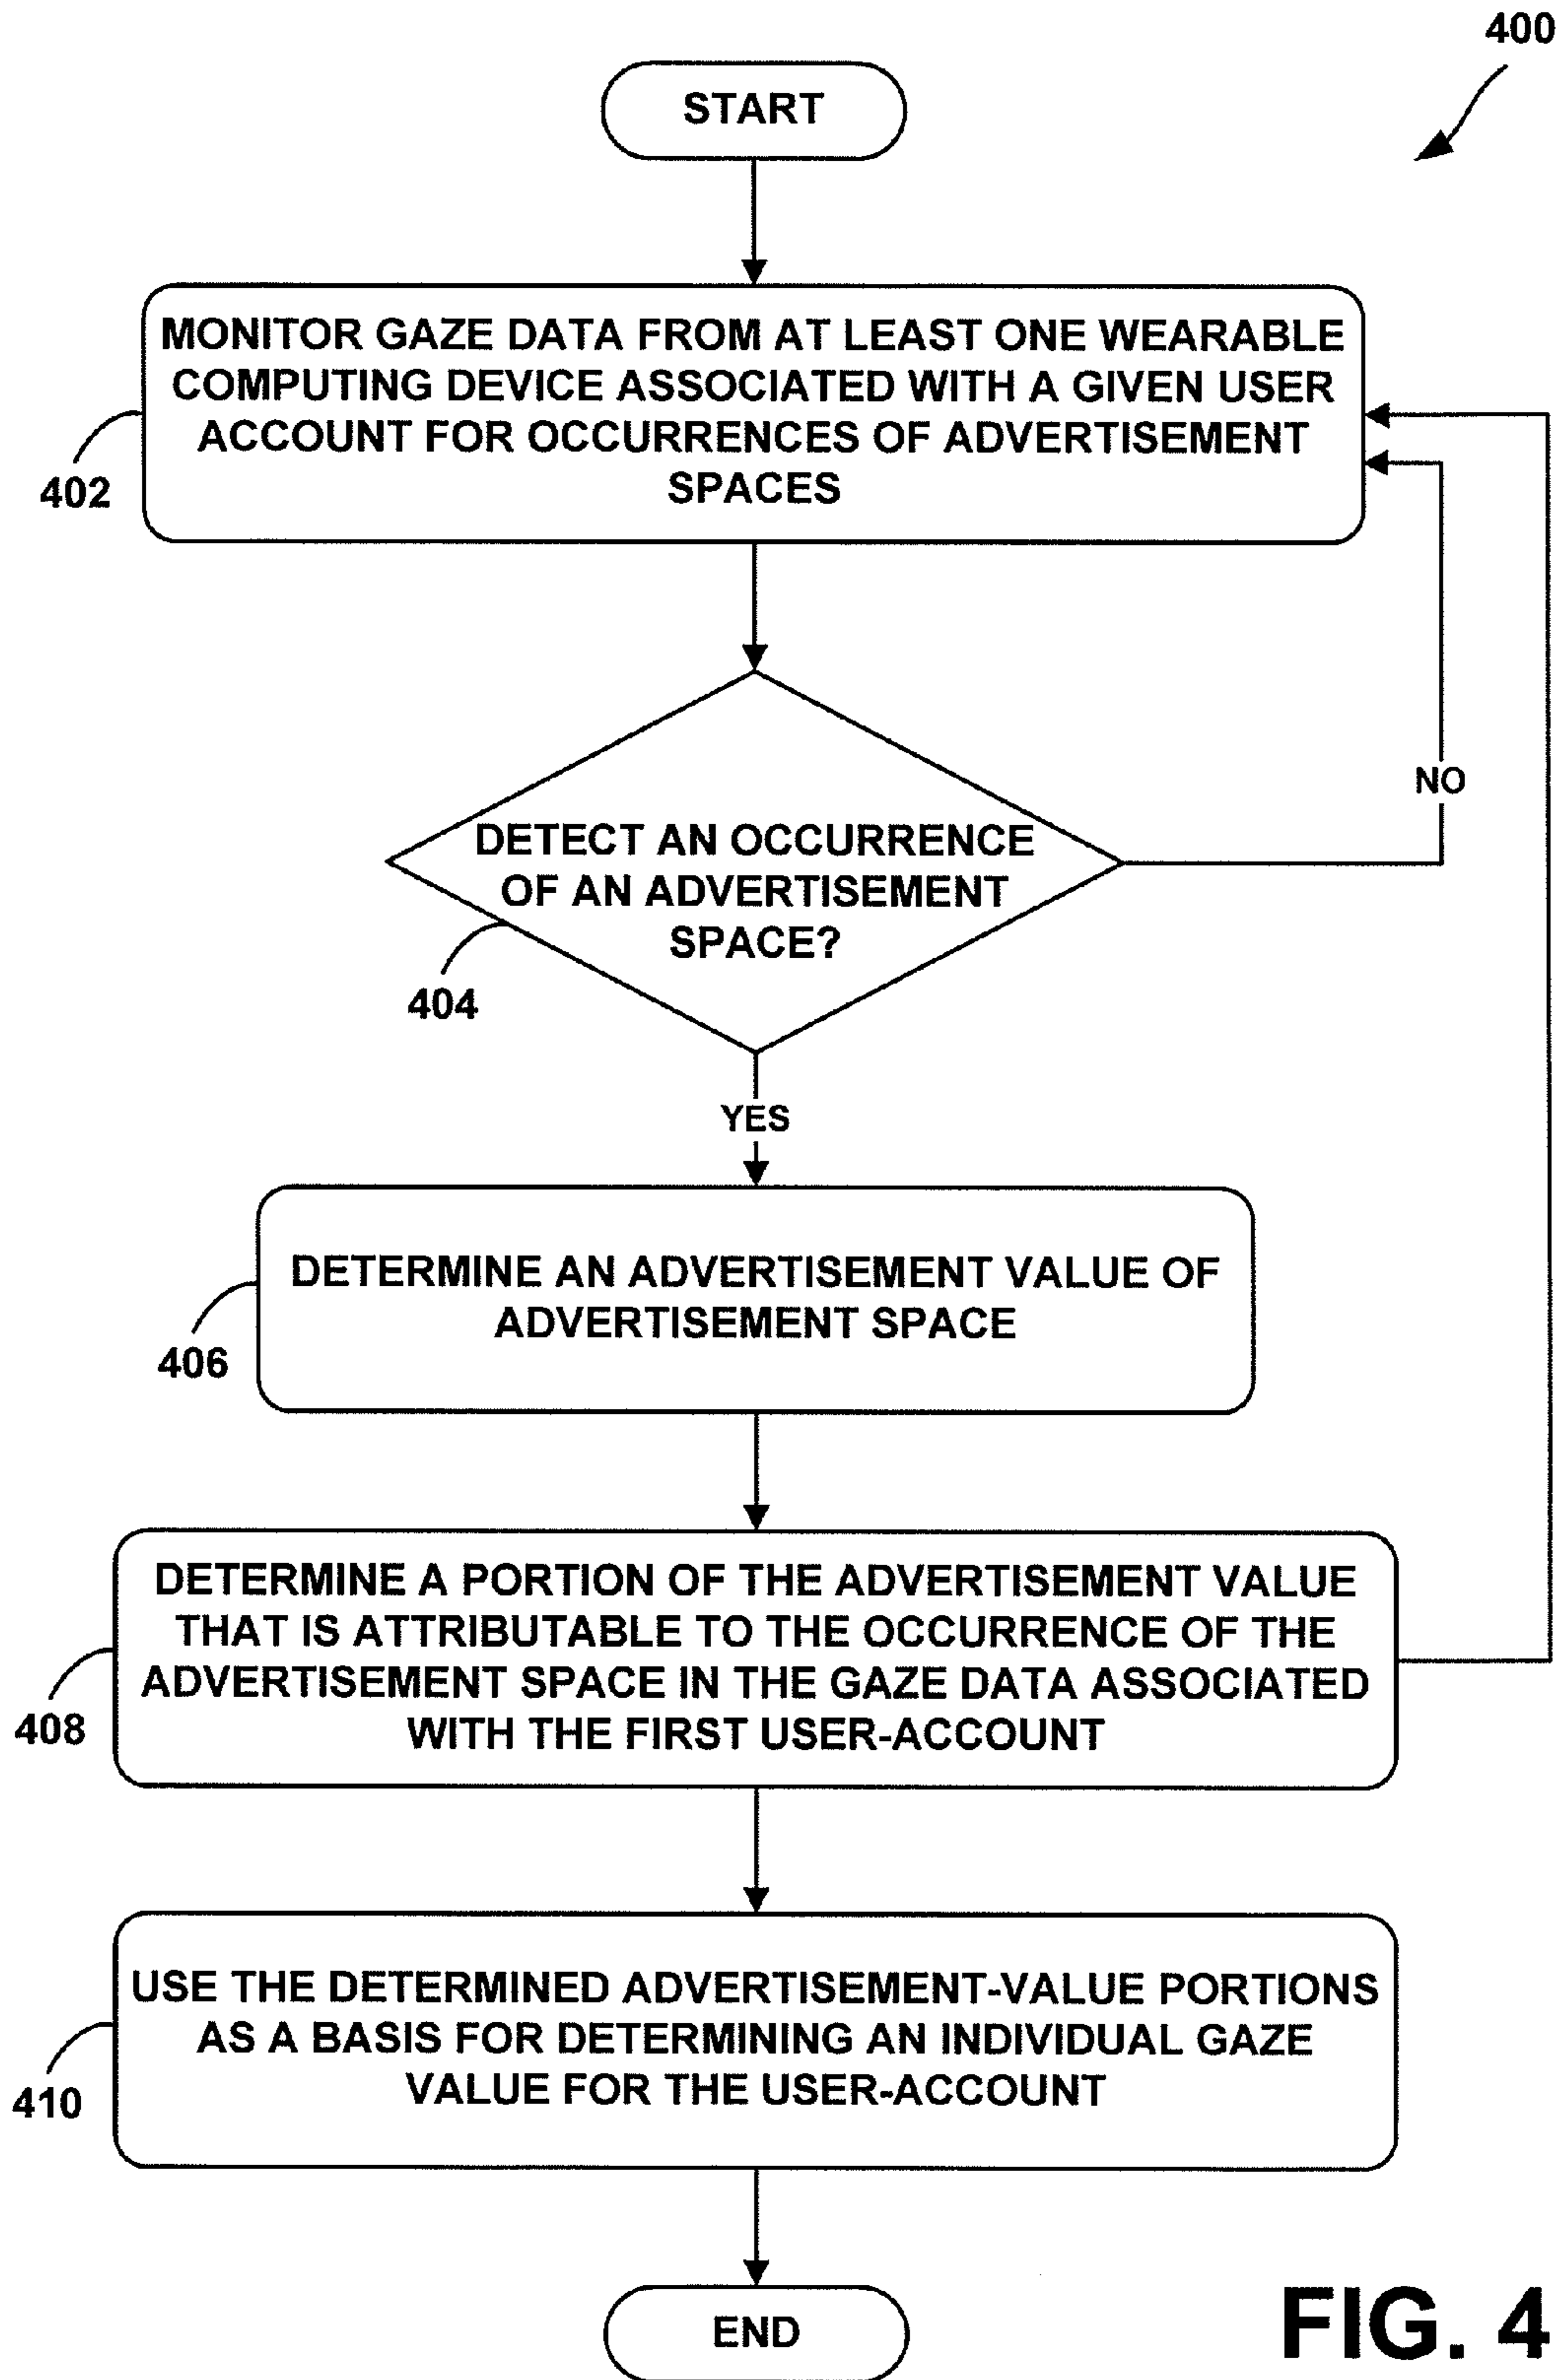 400
START
MONITOR GAZE DATA FROM AT LEAST ONE WEARABLE
COMPUTING DEVICE ASSOCIATED WITH A GIVEN USER
ACCOUNT FOR OCCURRENCES OF ADVERTISEMENT
SPACES
402
NO
DETECT AN OCCURRENCE
OF AN ADVERTISEMENT
SPACE?
404
YES
DETERMINE AN ADVERTISEMENT VALUE OF
ADVERTISEMENT SPACE
406
DETERMINE A PORTION OF THE ADVERTISEMENT VALUE
THAT IS ATTRIBUTABLE TO THE OCCURRENCE OF THE
ADVERTISEMENT SPACE IN THE GAZE DATA ASSOCIATED
WITH THE FIRST USER-ACCOUNT
408
USE THE DETERMINED ADVERTISEMENT-VALUE PORTIONS
AS A BASIS FOR DETERMINING AN INDIVIDUAL GAZE
VALUE FOR THE USER-ACCOUNT
410
END
FIG. 4